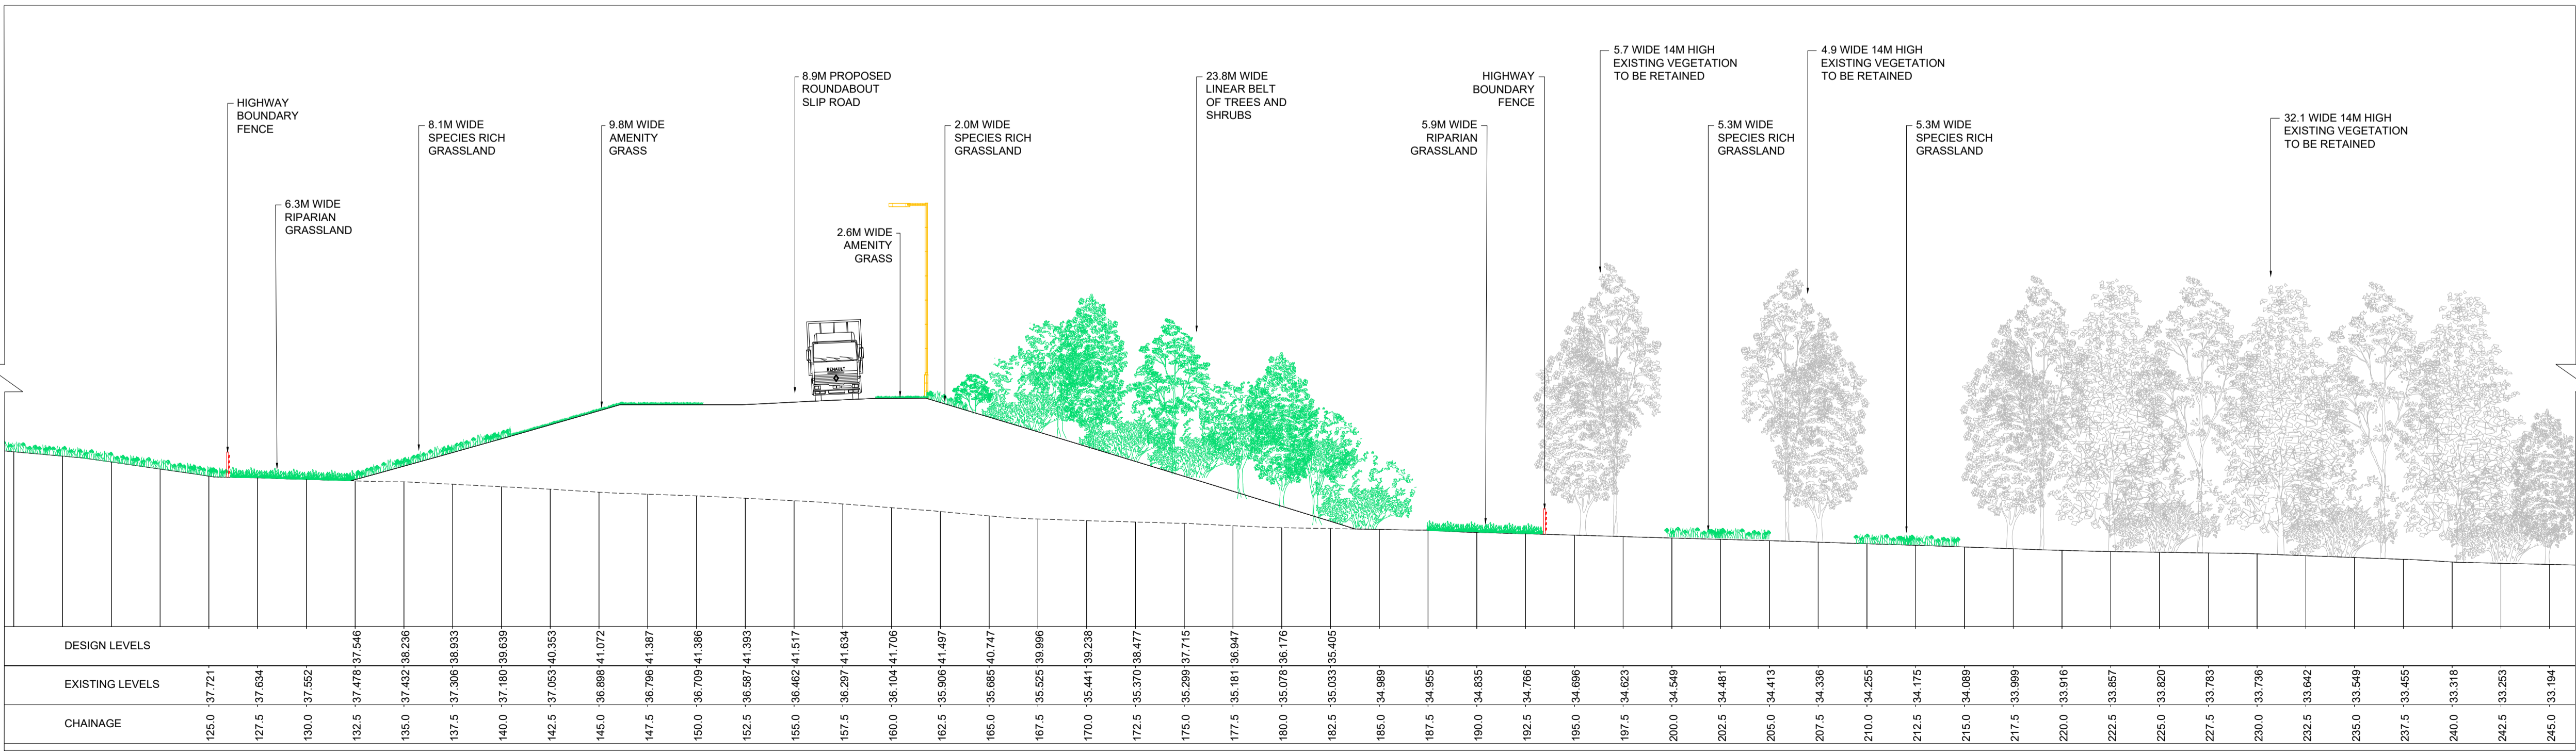 HIGHWAY
BOUNDARY
FENCE
6.3M WIDE
RIPARIAN
GRASSLAND
8.1M WIDE
SPECIES RICH
GRASSLAND
9.8M WIDE
AMENITY
GRASS
8.9M PROPOSED
ROUNDABOUT
SLIP ROAD
2.6M WIDE
AMENITY
GRASS
2.0M WIDE
SPECIES RICH
GRASSLAND
23.8M WIDE
LINEAR BELT
OF TREES AND
SHRUBS
HIGHWAY
BOUNDARY
FENCE
5.9M WIDE
RIPARIAN
GRASSLAND
5.7 WIDE 14M HIGH
EXISTING VEGETATION
TO BE RETAINED
5.3M WIDE
SPECIES RICH
GRASSLAND
4.9 WIDE 14M HIGH
EXISTING VEGETATION
TO BE RETAINED
5.3M WIDE
SPECIES RICH
GRASSLAND
32.1 WIDE 14M HIGH
EXISTING VEGETATION
TO BE RETAINED
RENAULT
DESIGN LEVELS 37.546 38.236 38.933 39.639 40.353 41.072 41.387 41.386 41.393 41.517 41.634 41.706 41.497 40.747 39.996 39.238 38.477 37.715 36.947 36.176 35.405
EXISTING LEVELS 37.721 37.634 37.552 37.478 37.432 37.306 37.180 37.053 36.898 36.796 36.709 36.587 36.462 36.297 36.104 35.906 35.685 35.525 35.441 35.370 35.299 35.181 35.078 35.033 34.989 34.955 34.835 34.766 34.696 34.623 34.549 34.481 34.413 34.336 34.255 34.175 34.089 33.999 33.916 33.857 33.820 33.783 33.736 33.642 33.549 33.455 33.318 33.253 33.194
CHAINAGE 125.0 127.5 130.0 132.5 135.0 137.5 140.0 142.5 145.0 147.5 150.0 152.5 155.0 157.5 160.0 162.5 165.0 167.5 170.0 172.5 175.0 177.5 180.0 182.5 185.0 187.5 190.0 192.5 195.0 197.5 200.0 202.5 205.0 207.5 210.0 212.5 215.0 217.5 220.0 222.5 225.0 227.5 230.0 232.5 235.0 237.5 240.0 242.5 245.0